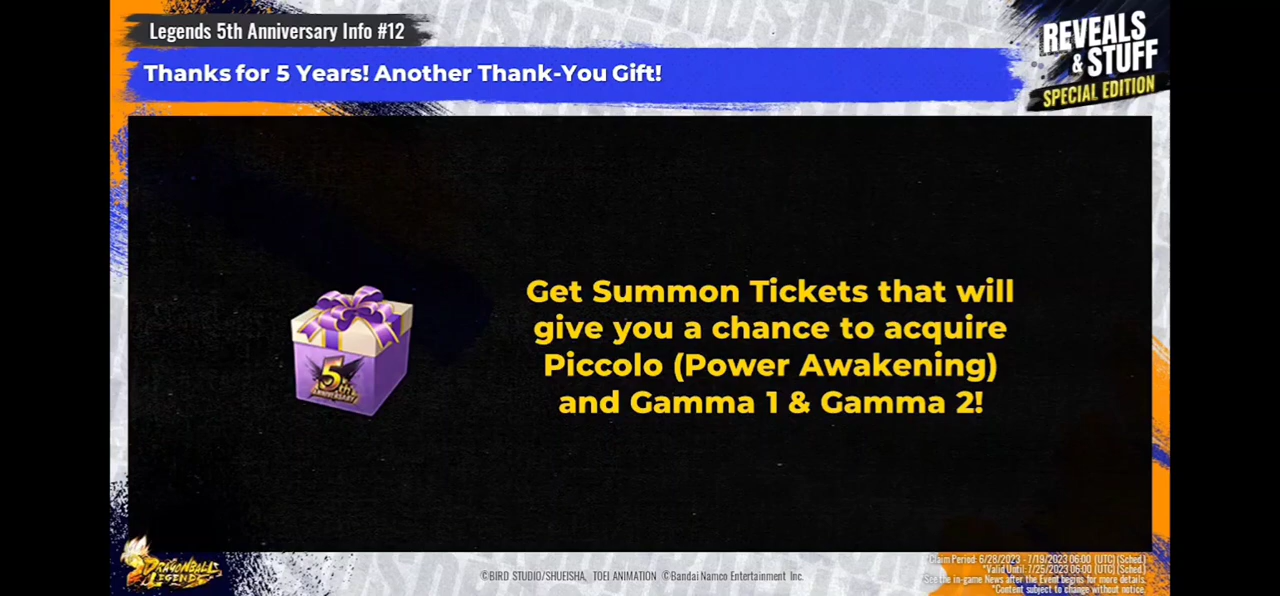 Legends 5th Anniversary Info #12
REVEALS
& STUFF
SPECIAL EDITION
Thanks for 5 Years! Another Thank-You Gift!
Get Summon Tickets that will
give you a chance to acquire
Piccolo (Power Awakening)
and Gamma 1 & Gamma 2!
5th
ANNIVERSARY
DRAGONBALL
LEGENDS
©BIRD STUDIO/SHUEISHA, TOEI ANIMATION ©Bandai Namco Entertainment Inc.
Claim Period: 6/28/2023 - 7/19/2023 06:00 (UTC) (Sched.)
*Valid Until: 7/25/2023 06:00 (UTC) (Sched.)
See the in-game News after the Event begins for more details.
*Content subject to change without notice.